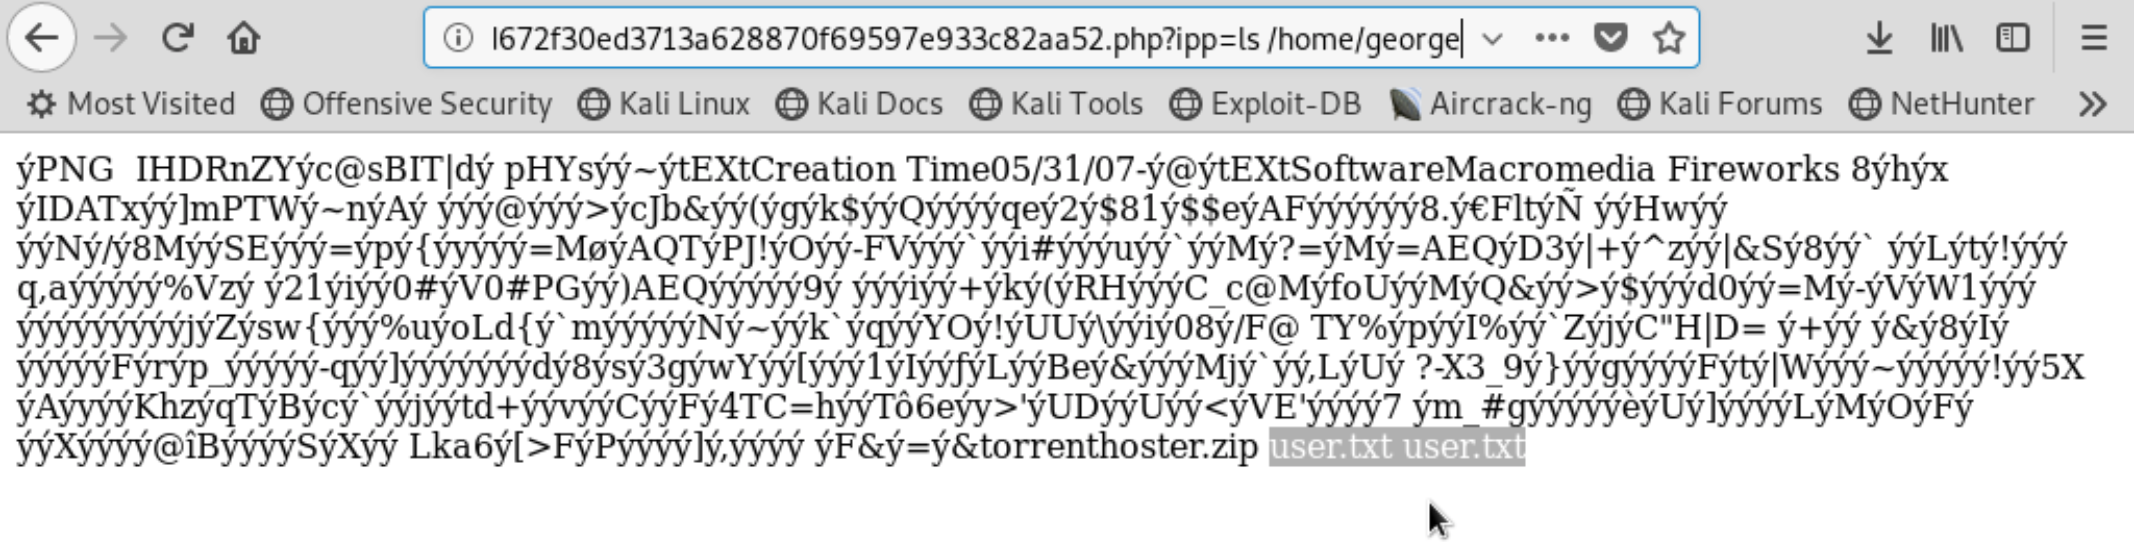 l672f30ed3713a628870f69597e933c82aa52.php?ipp=ls /home/george
Most Visited Offensive Security Kali Linux Kali Docs Kali Tools Exploit-DB Aircrack-ng Kali Forums NetHunter
ýPNG IHDRnZYýc@sBIT|dý pHYsýý~ýtEXtCreation Time05/31/07-ý@ýtEXtSoftwareMacromedia Fireworks 8ýhýx
ýIDATxýý]mPTWý~nýAý ýýý@ýýý>ýcJb&ýý(ýgýk$ýýQýýýýqeý2ý$81ý$$eýAFýýýýýý8.ý€FltýÑ ýýHwýý
ýýNý/ý8MýýSEýýý=ýpý{ýýýýý=MøýAQTýPJ!ýOýý-FVýýý`ýýi#ýýýuýý`ýýMý?=ýMý=AEQýD3ý|+ý^zýý|&Sý8ýý` ýýLýtý!ýýý
q,aýýýýý%Vzý ý21ýiýý0#ýV0#PGýý)AEQýýýýý9ý ýýýiýý+ýký(ýRHýýýC_c@MýfoUýýMýQ&ýý>ý$ýýýd0ýý=Mý-ýVýW1ýýý
ýýýýýýýýýjýZýsw{ýýý%uýoLd{ý`mýýýýýNý~ýýk`ýqýýYOý!ýUUý\ýýiý08ý/F@ TY%ýpýýI%ýý`ZýjýC"H|D= ý+ýý ý&ý8ýIý
ýýýýýFýrýp_ýýýýý-qýý]ýýýýýýýdý8ýsý3gýwYýý[ýýý1ýIýýƒýLýýBeý&ýýýMjý`ýý,LýUý ?-X3_9ý}ýýgýýýýFýtý|Wýýý~ýýýýý!ýý5X
ýAýýýýKhzýqTýBýcý`ýýjýýtd+ýývýýCýýFý4TC=hýýTô6eýy>'ýUDýýUýý<ýVE'ýýýý7 ým_#gýýýýýèýUý]ýýýýLýMýOýFý
ýýXýýýý@îBýýýýSýXýý Lka6ý[>FýPýýýý]ý,ýýýý ýF&ý=ý&torrenthoster.zip user.txt user.txt